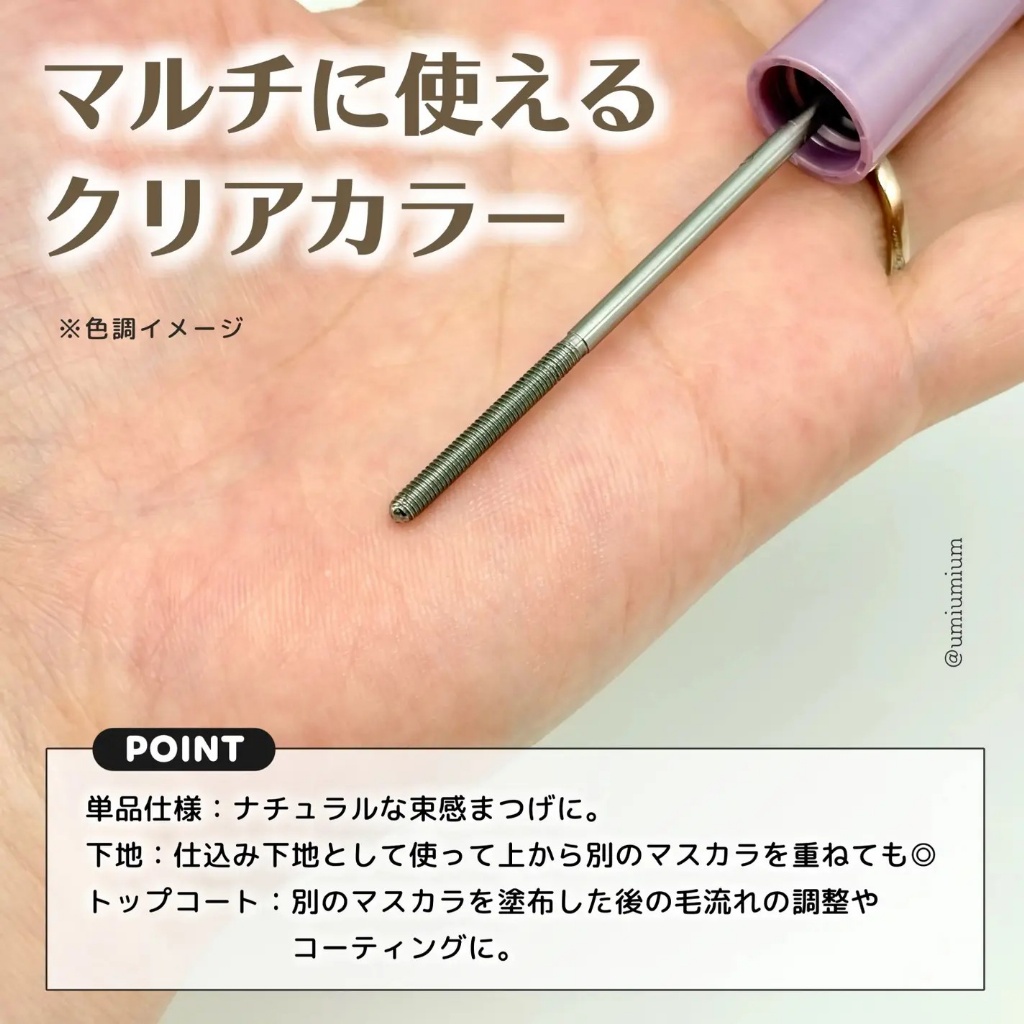 マルチに使える
クリアカラー
※色調イメージ
@umiumium
POINT
単品仕様：ナチュラルな束感まつげに。
下地：仕込み下地として使って上から別のマスカラを重ねても◎
トップコート：別のマスカラを塗布した後の毛流れの調整や
コーティングに。